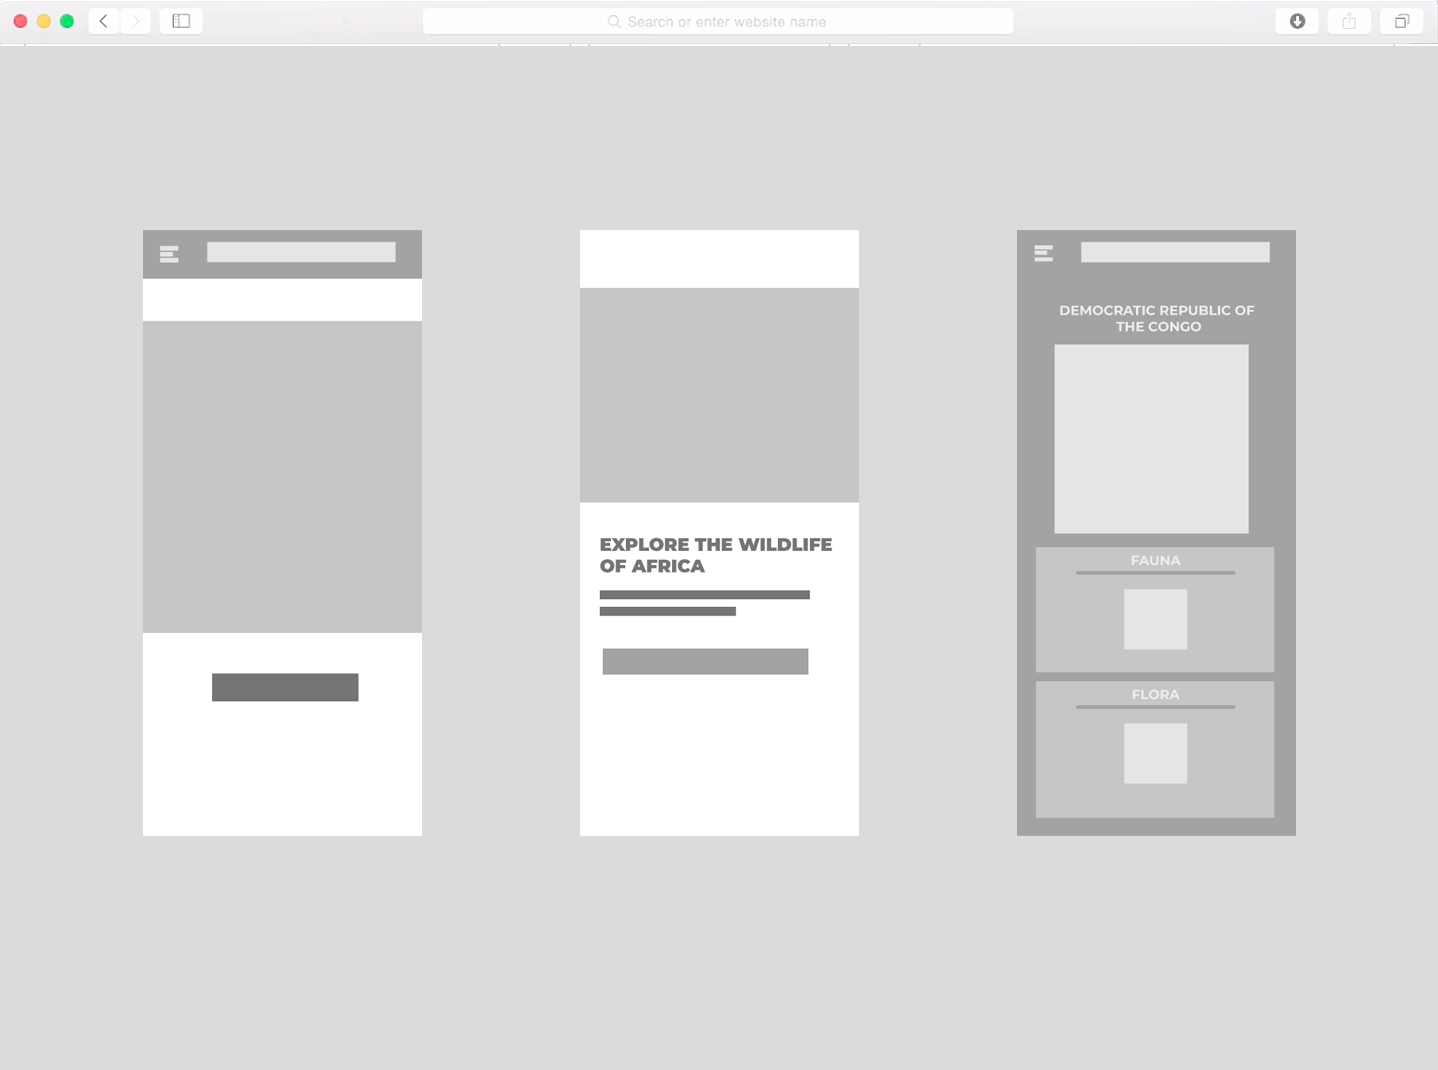 Search or enter website name
EXPLORE THE WILDLIFE
OF AFRICA
DEMOCRATIC REPUBLIC OF
THE CONGO
FAUNA
FLORA